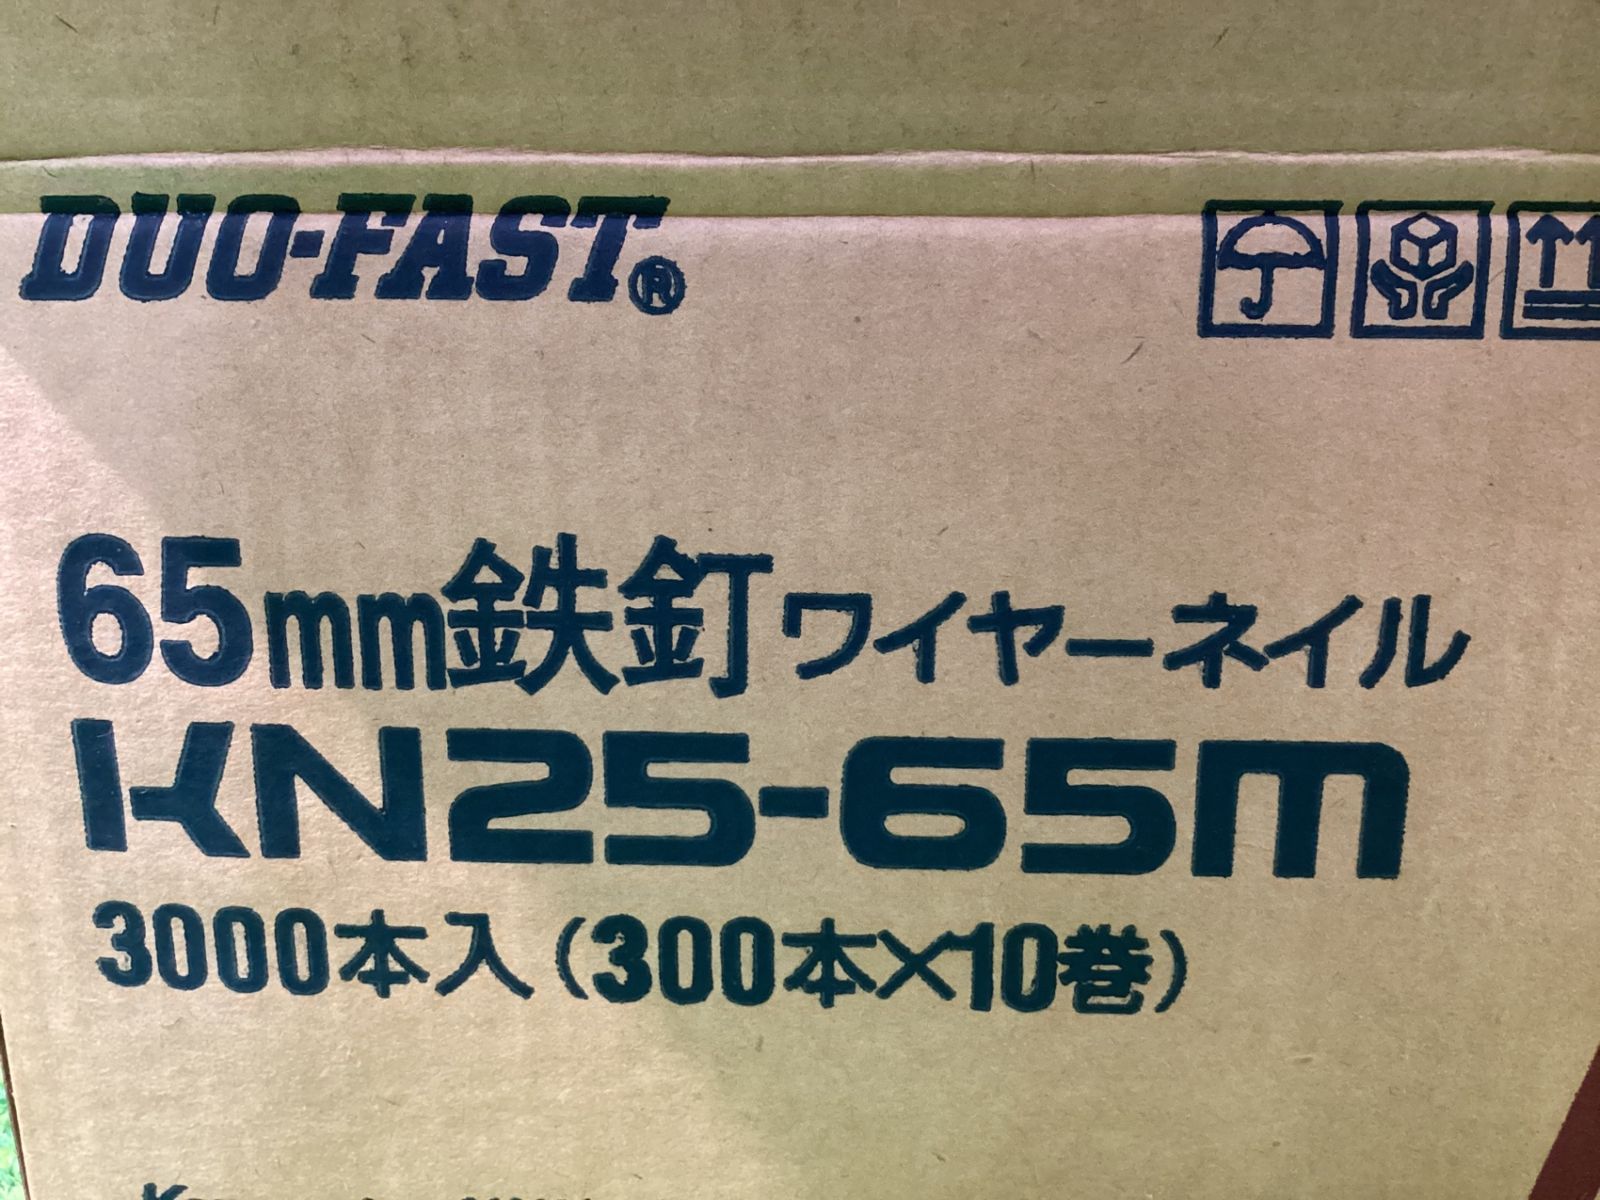 DUO-FAST®
65mm鉄釘ワイヤーネイル
KN25-65M
3000本入(300本×10巻)